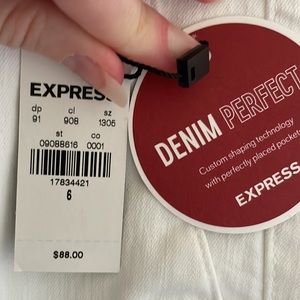 EXPRESS
dp cl sz
91 908 1305
st co
09088616 0001
17834421
6
$88.00
DENIM PERFECT
Custom shaping technology
with perfectly placed pockets
EXPRESS